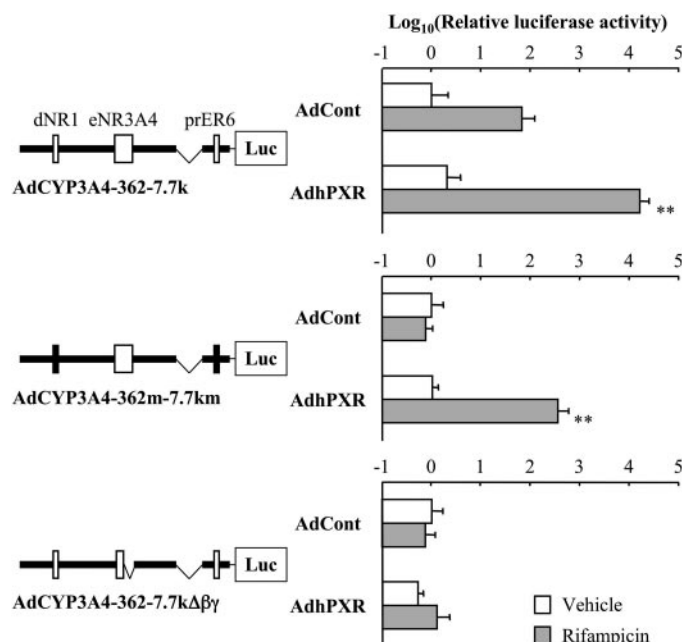 Log10(Relative luciferase activity)
-1 0 1 2 3 4 5
dNR1 eNR3A4 prER6
Luc
AdCYP3A4-362-7.7k
AdCont
AdhPXR
**
-1 0 1 2 3 4 5
Luc
AdCYP3A4-362m-7.7km
AdCont
AdhPXR
**
-1 0 1 2 3 4 5
Luc
AdCYP3A4-362-7.7kΔβγ
AdCont
AdhPXR
Vehicle
Rifampicin